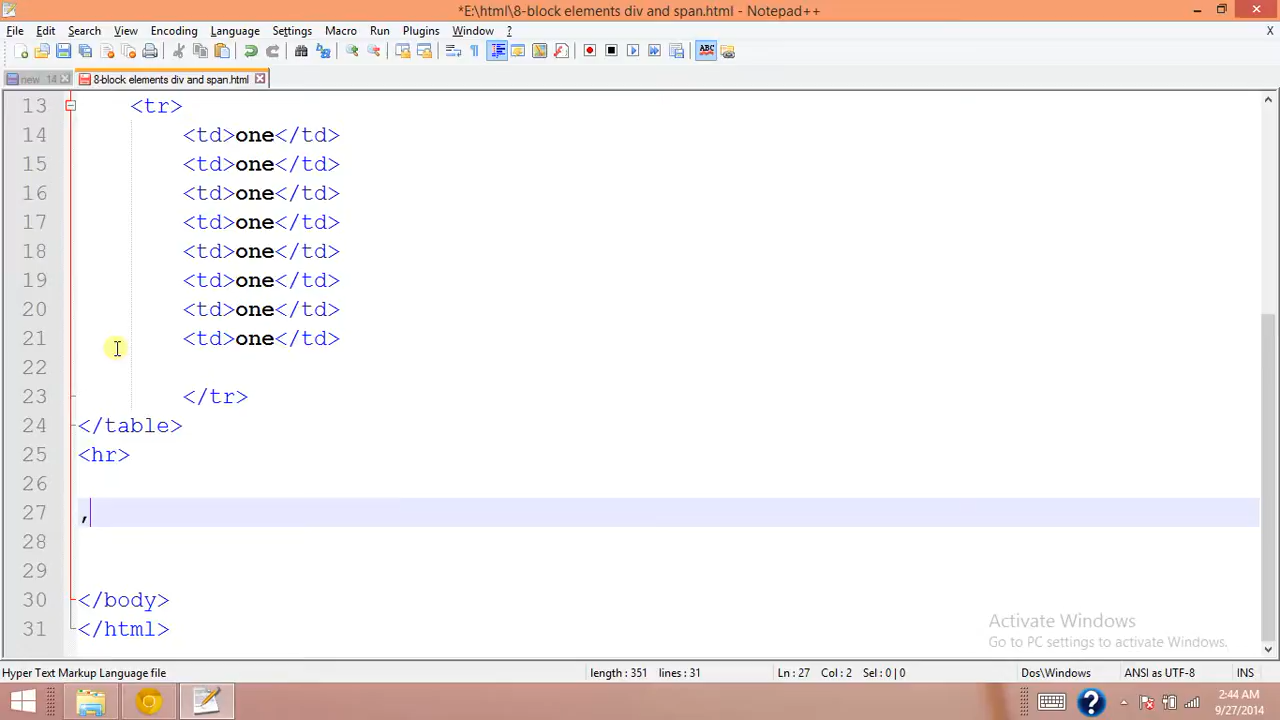 *E:\html\8-block elements div and span.html - Notepad++
File Edit Search View Encoding Language Settings Macro Run Plugins Window ? X
new 14 8-block elements div and span.html
13 <tr>
14 <td>one</td>
15 <td>one</td>
16 <td>one</td>
17 <td>one</td>
18 <td>one</td>
19 <td>one</td>
20 <td>one</td>
21 <td>one</td>
22
23 </tr>
24 </table>
25 <hr>
26
27 ,
28
29
30 </body>
31 </html>
Activate Windows
Go to PC settings to activate Windows.
Hyper Text Markup Language file length : 351 lines : 31 Ln : 27 Col : 2 Sel : 0 | 0 Dos\Windows ANSI as UTF-8 INS
2:44 AM
9/27/2014